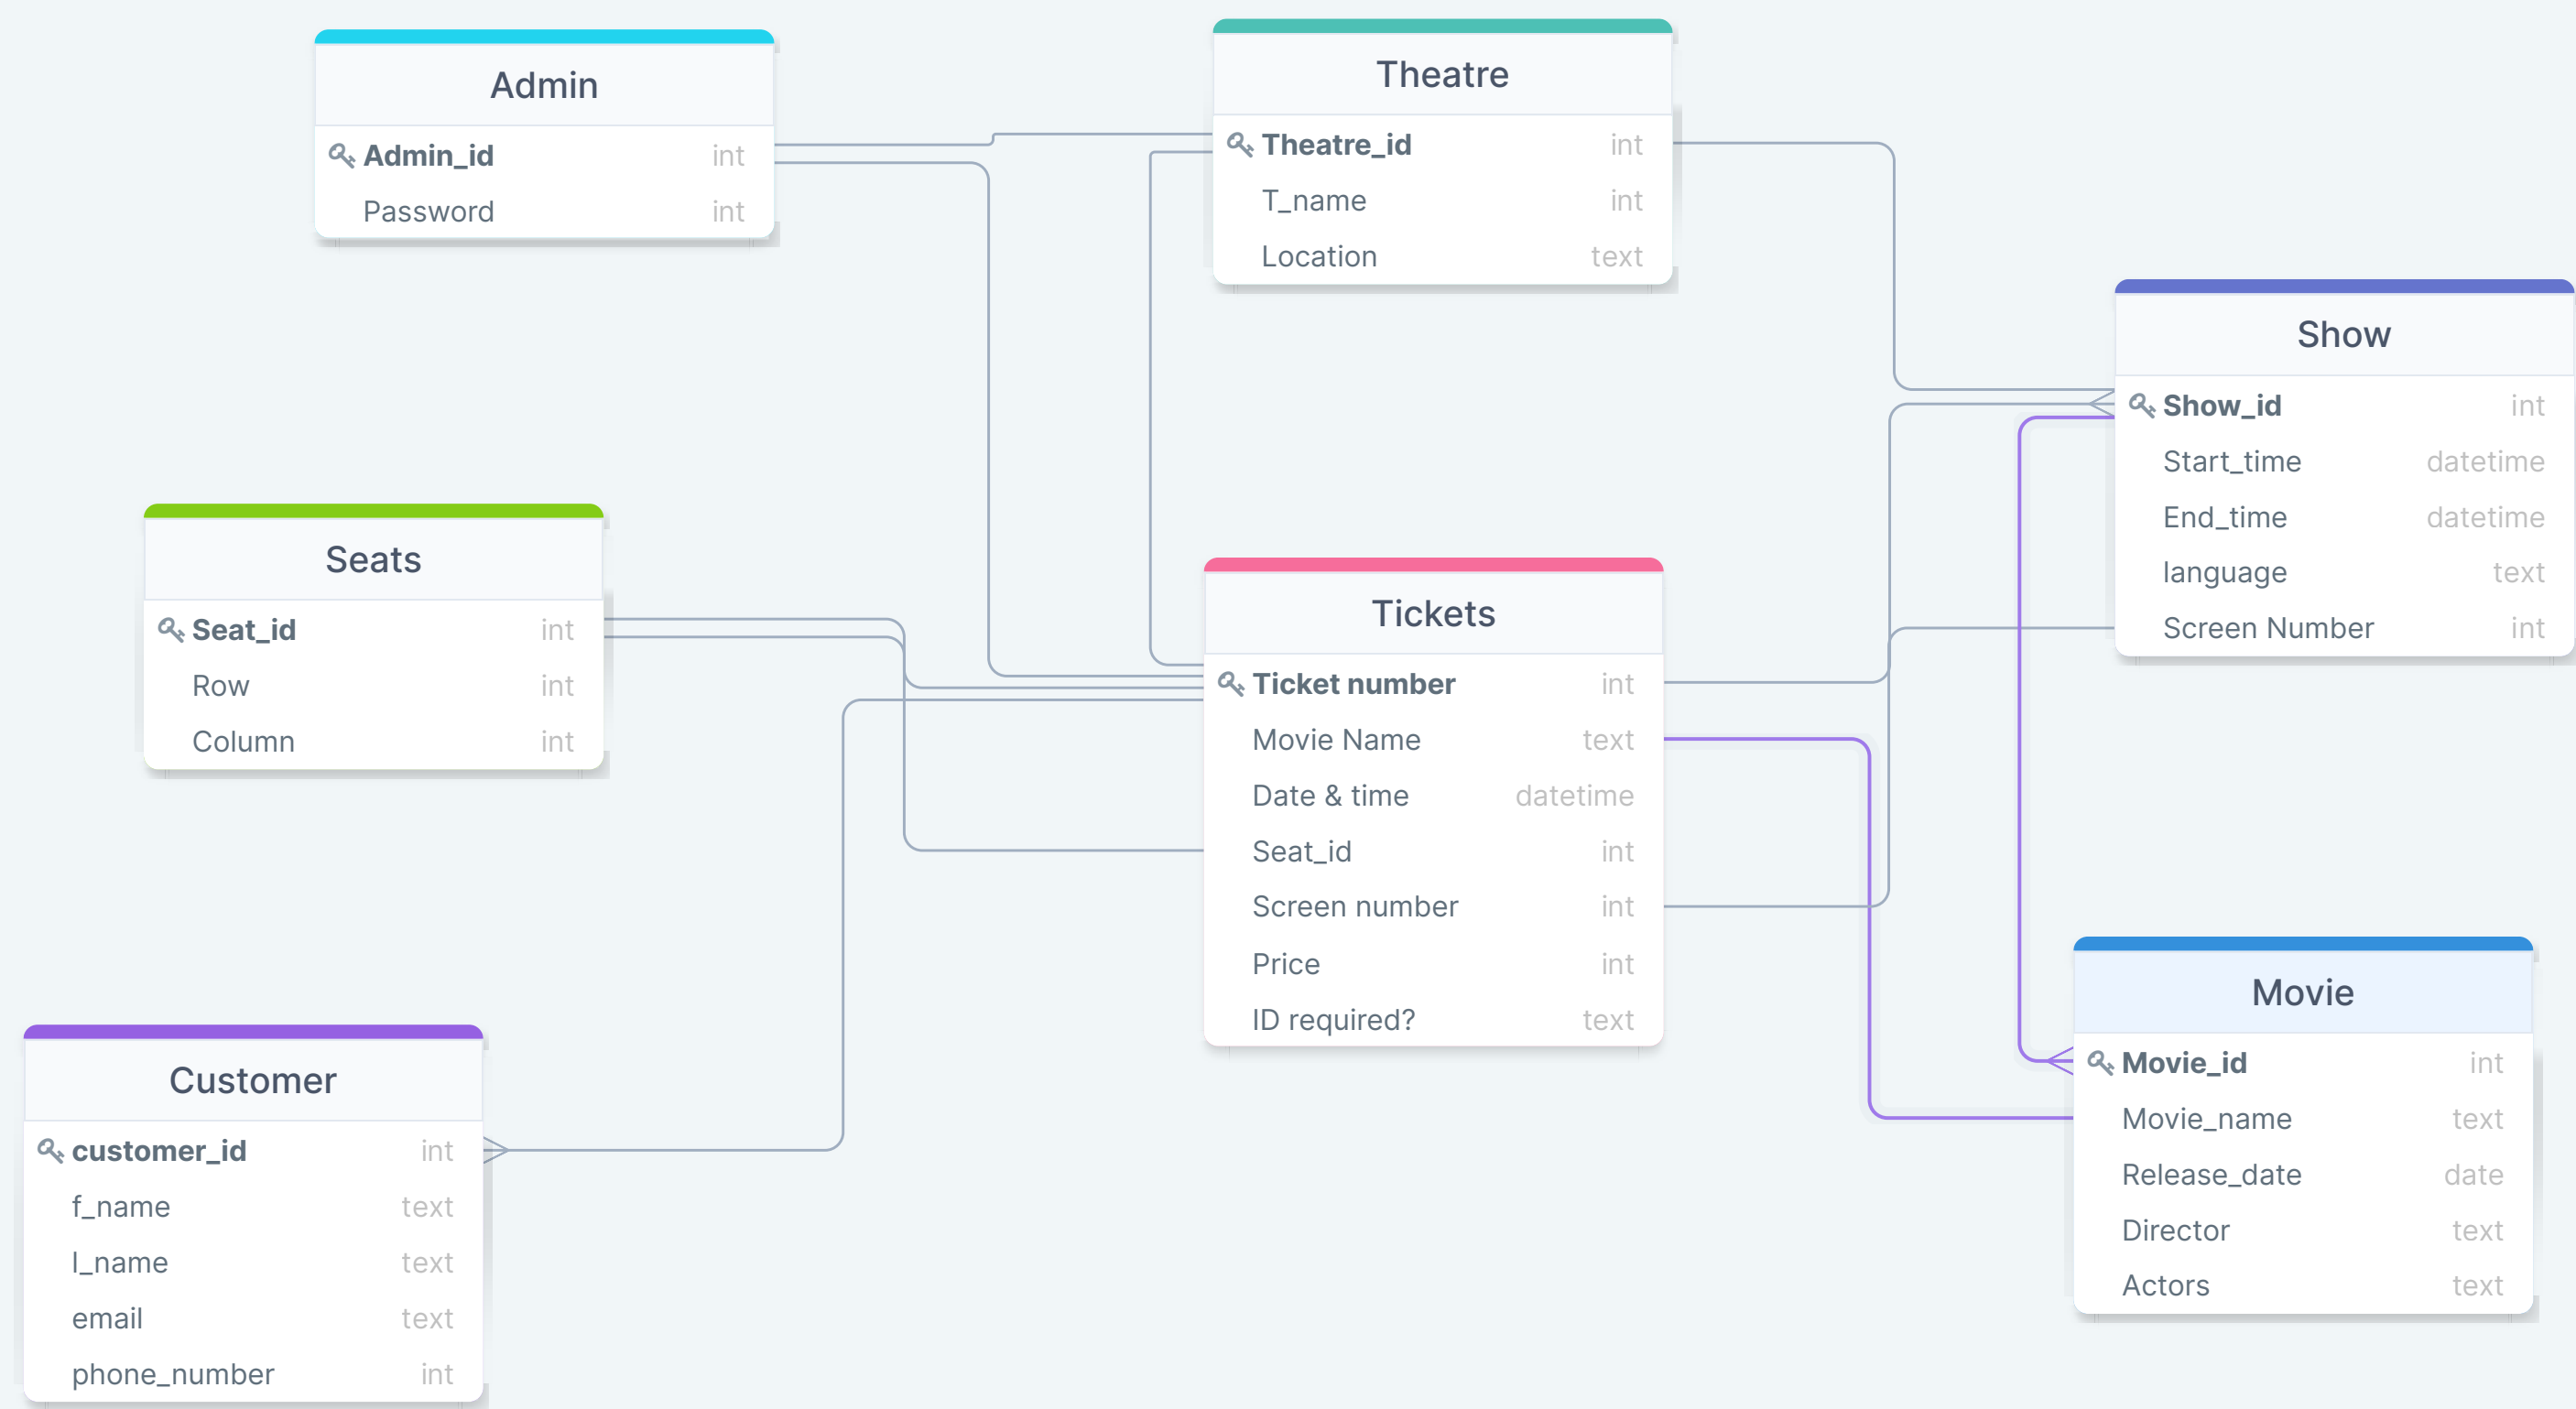 Admin
Admin_id int
Password int
Theatre
Theatre_id int
T_name int
Location text
Show
Show_id int
Start_time datetime
End_time datetime
language text
Screen Number int
Seats
Seat_id int
Row int
Column int
Tickets
Ticket number int
Movie Name text
Date & time datetime
Seat_id int
Screen number int
Price int
ID required? text
Customer
customer_id int
f_name text
l_name text
email text
phone_number int
Movie
Movie_id int
Movie_name text
Release_date date
Director text
Actors text